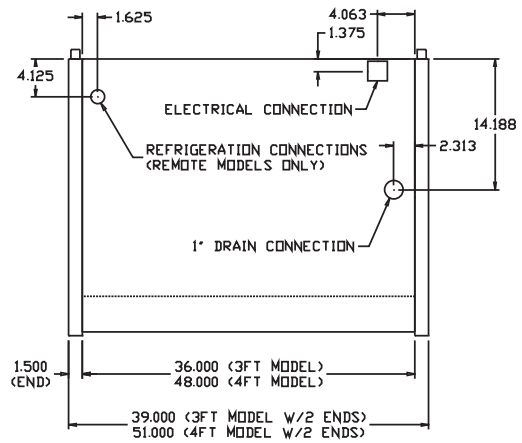 1.625
4.063
1.375
4.125
ELECTRICAL CONNECTION
14.188
REFRIGERATION CONNECTIONS
(REMOTE MODELS ONLY)
2.313
1" DRAIN CONNECTION
1.500
(END)
36.000 (3FT MODEL)
48.000 (4FT MODEL)
39.000 (3FT MODEL W/2 ENDS)
51.000 (4FT MODEL W/2 ENDS)